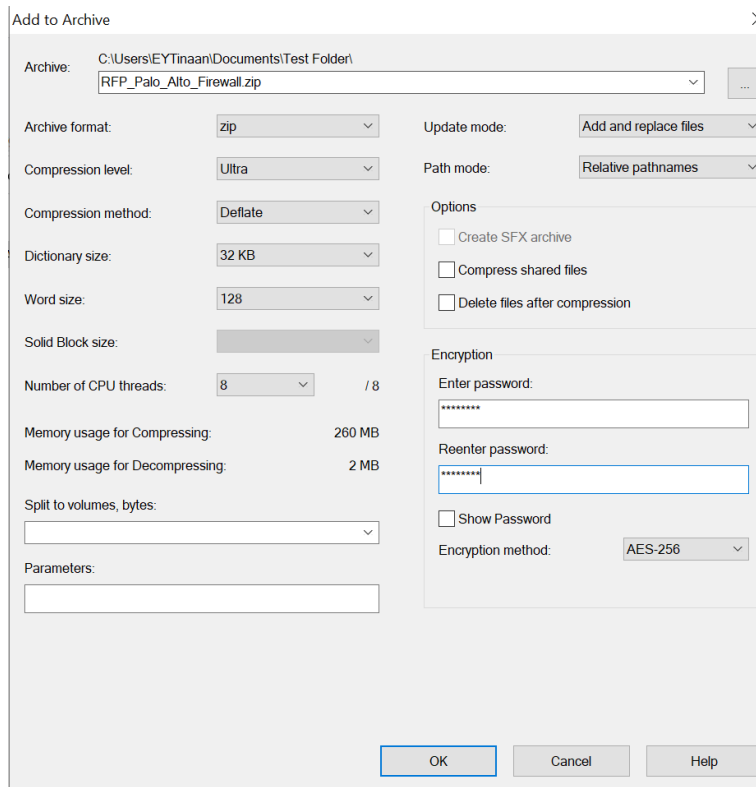 Add to Archive
Archive:
C:\Users\EYTinaan\Documents\Test Folder\
RFP_Palo_Alto_Firewall.zip
...
Archive format: zip
Update mode: Add and replace files
Compression level: Ultra
Path mode: Relative pathnames
Compression method: Deflate
Options
Create SFX archive
Dictionary size: 32 KB
Compress shared files
Word size: 128
Delete files after compression
Solid Block size:
Encryption
Number of CPU threads: 8 / 8
Enter password:
********
Memory usage for Compressing: 260 MB
Reenter password:
Memory usage for Decompressing: 2 MB
********
Split to volumes, bytes:
Show Password
Encryption method: AES-256
Parameters:
OK Cancel Help